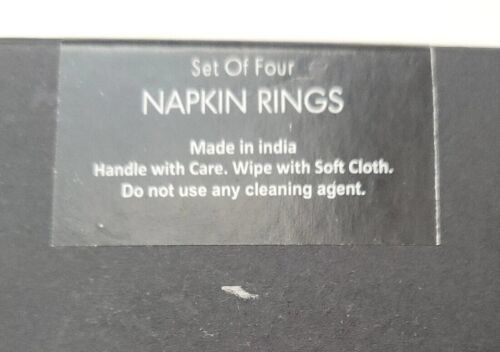 Set Of Four
NAPKIN RINGS
Made in india
Handle with Care. Wipe with Soft Cloth.
Do not use any cleaning agent.